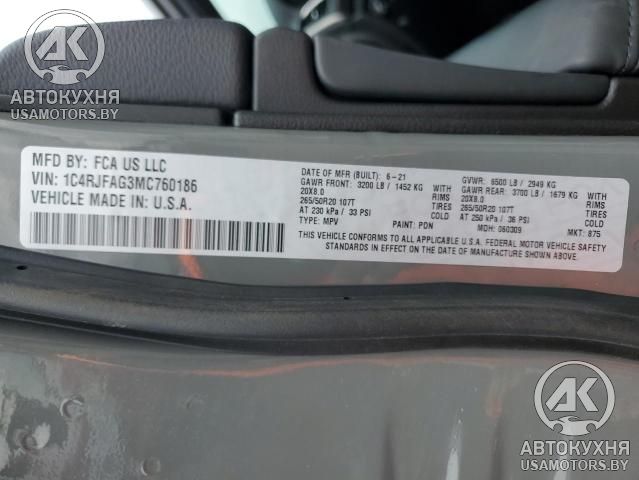 АК
АВТОКУХНЯ
USAMOTORS.BY
MFD BY: FCA US LLC
VIN: 1C4RJFAG3MC760186
VEHICLE MADE IN: U.S.A.
DATE OF MFR (BUILT): 6-21
GAWR FRONT: 3200 LB / 1452 KG
20X8.0 RIMS
265/50R20 107T TIRES
AT 230 kPa / 33 PSI COLD
TYPE: MPV PAINT: PDN
GVWR: 6500 LB / 2949 KG
GAWR REAR: 3700 LB / 1679 KG
20X8.0 RIMS
265/50R20 107T TIRES
AT 250 kPa / 36 PSI COLD
MDH: 060309 MKT: 875
THIS VEHICLE CONFORMS TO ALL APPLICABLE U.S.A. FEDERAL MOTOR VEHICLE SAFETY
STANDARDS IN EFFECT ON THE DATE OF MANUFACTURE SHOWN ABOVE.
АК
АВТОКУХНЯ
USAMOTORS.BY